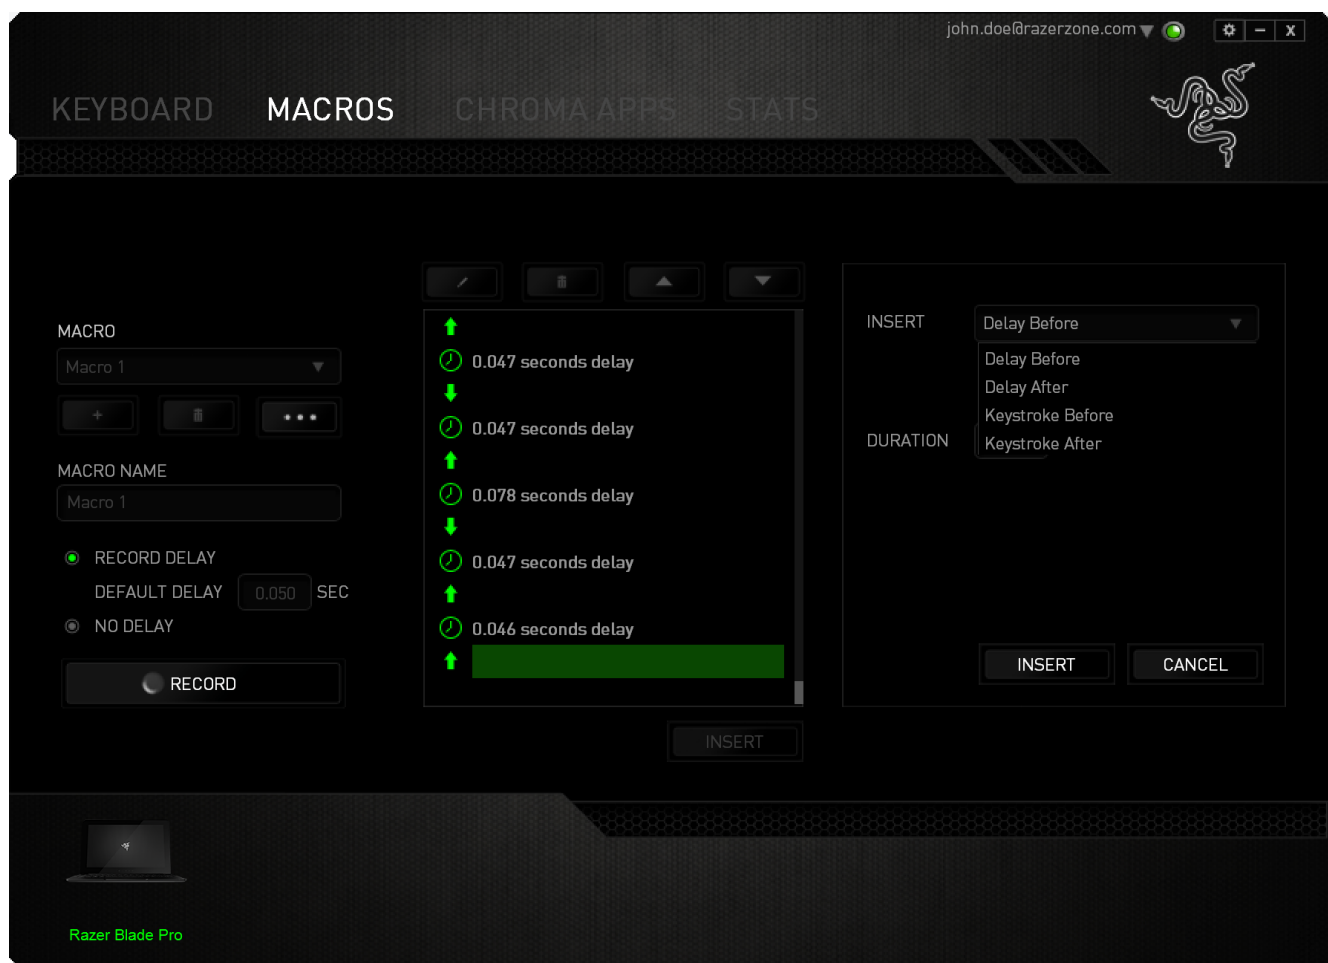 john.doe@razerzone.com
KEYBOARD MACROS CHROMA APPS STATS
MACRO
Macro 1
MACRO NAME
Macro 1
RECORD DELAY
DEFAULT DELAY 0.050 SEC
NO DELAY
RECORD
0.047 seconds delay
0.047 seconds delay
0.078 seconds delay
0.047 seconds delay
0.046 seconds delay
INSERT
INSERT Delay Before
Delay Before
Delay After
Keystroke Before
Keystroke After
DURATION
INSERT CANCEL
Razer Blade Pro